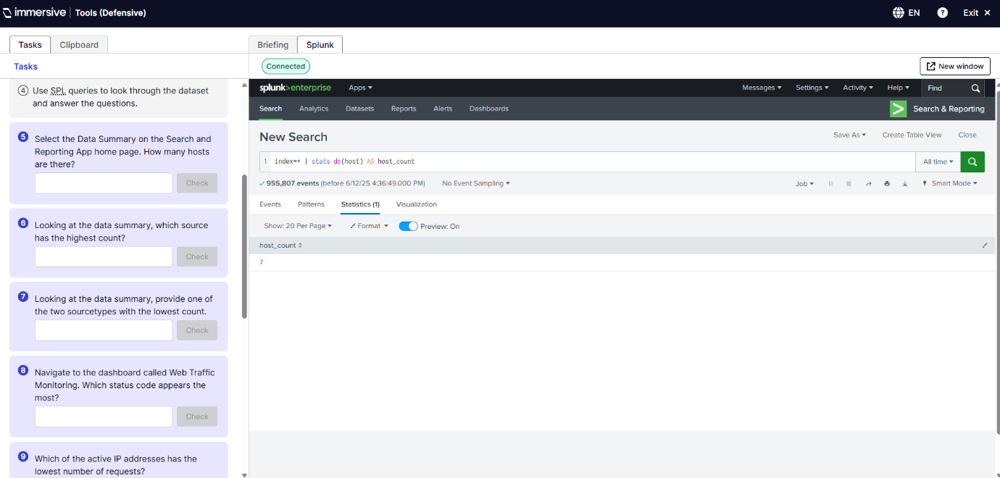 immersive | Tools (Defensive)
EN
? Exit ×
Tasks
Clipboard
Briefing
Splunk
Tasks
Connected
New window
4 Use SPL queries to look through the dataset
and answer the questions.
5 Select the Data Summary on the Search and
Reporting App home page. How many hosts
are there?
Check
6 Looking at the data summary, which source
has the highest count?
Check
7 Looking at the data summary, provide one of
the two sourcetypes with the lowest count.
Check
8 Navigate to the dashboard called Web Traffic
Monitoring. Which status code appears the
most?
Check
9 Which of the active IP addresses has the
lowest number of requests?
splunk>enterprise
Apps
Messages
Settings
Activity
Help
Find
Search
Analytics
Datasets
Reports
Alerts
Dashboards
> Search & Reporting
New Search
Save As
Create Table View
Close
1 index=* | stats dc(host) AS host_count
All time
955,807 events (before 6/12/25 4:36:49.000 PM)
No Event Sampling
Job
Smart Mode
Events
Patterns
Statistics (1)
Visualization
Show: 20 Per Page
Format
Preview: On
host_count
7